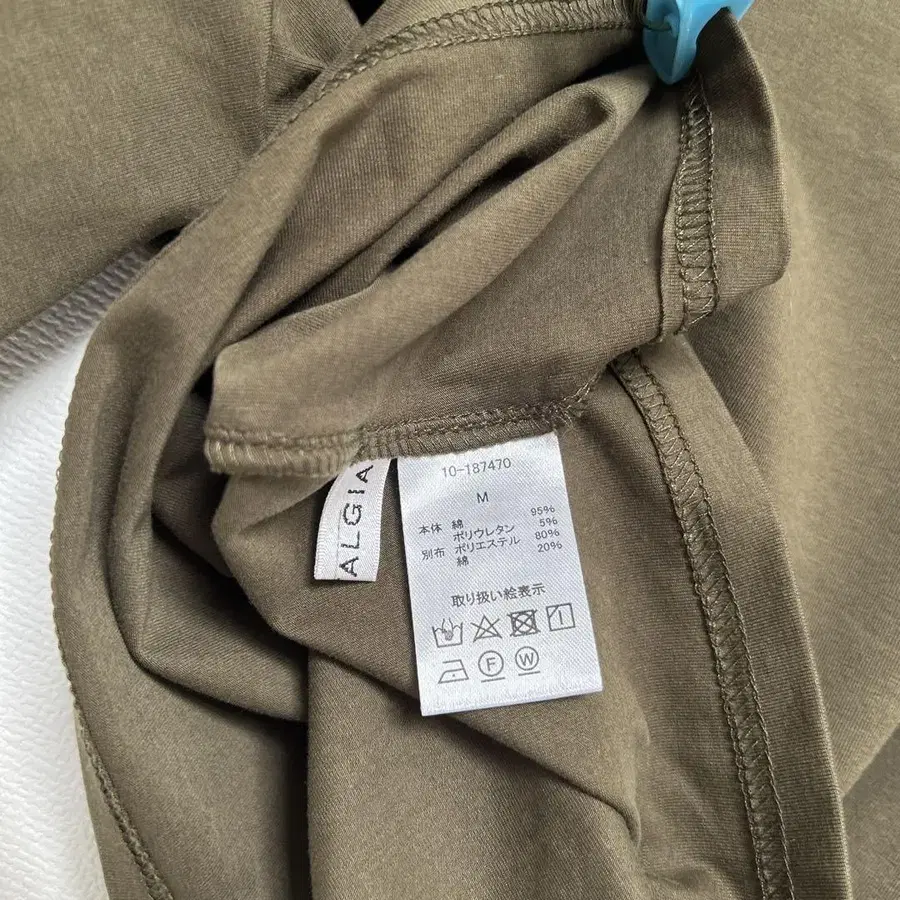 ALGIA
10-187470
M
本体 綿 95%
ポリウレタン 5%
別布 ポリエステル 80%
綿 20%
取り扱い絵表示
F W